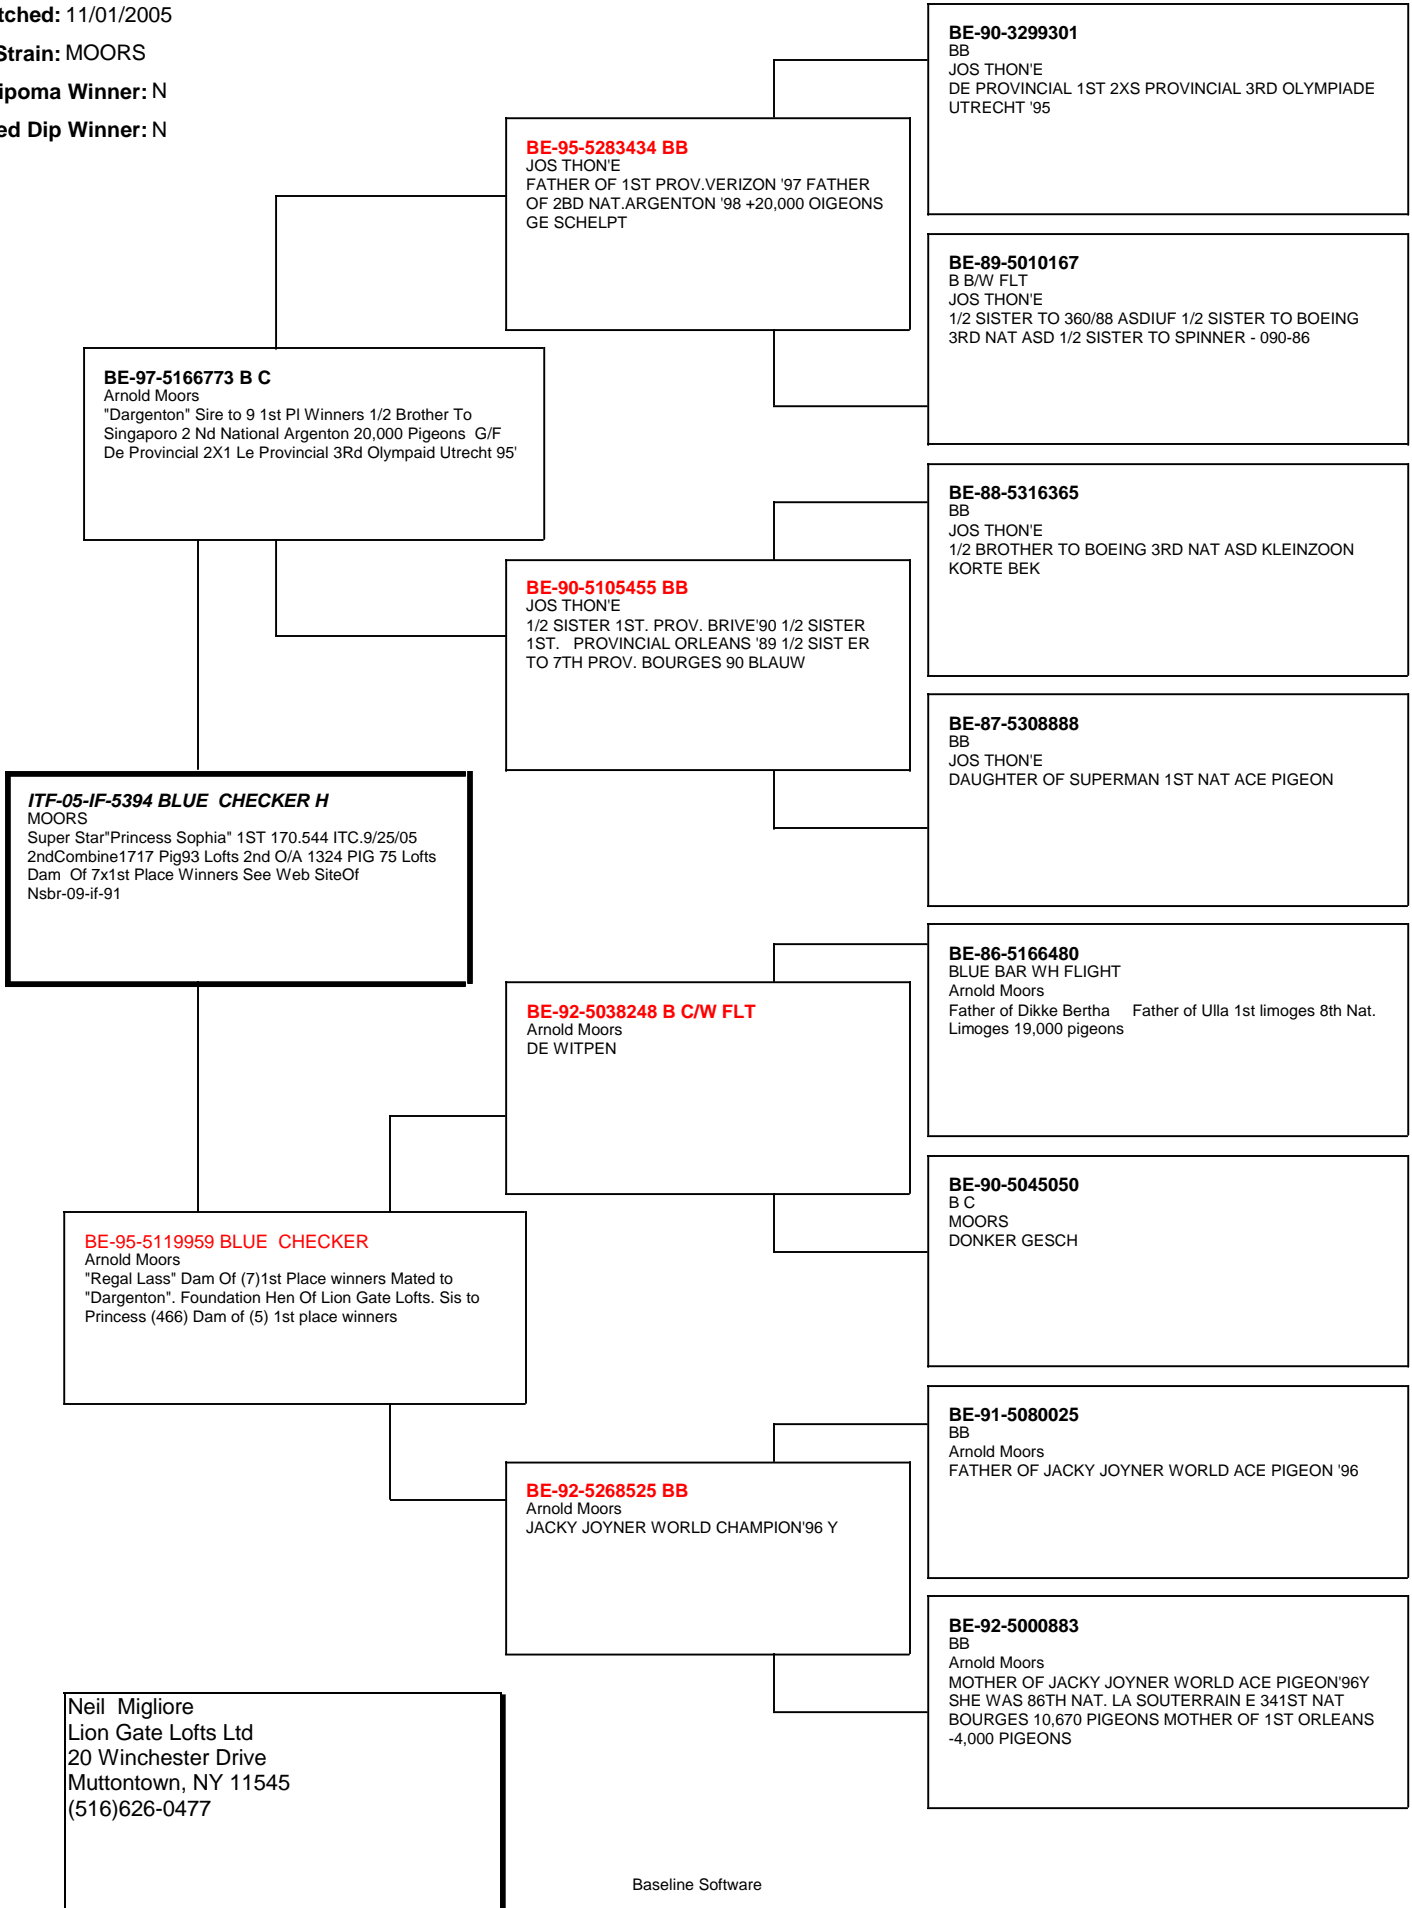 tched: 11/01/2005
Strain: MOORS
ipoma Winner: N
ed Dip Winner: N
BE-90-3299301
BB
JOS THON'E
DE PROVINCIAL 1ST 2XS PROVINCIAL 3RD OLYMPIADE
UTRECHT '95
BE-95-5283434 BB
JOS THON'E
FATHER OF 1ST PROV.VERIZON '97 FATHER
OF 2BD NAT.ARGENTON '98 +20,000 OIGEONS
GE SCHELPT
BE-89-5010167
B B/W FLT
JOS THON'E
1/2 SISTER TO 360/88 ASDIUF 1/2 SISTER TO BOEING
3RD NAT ASD 1/2 SISTER TO SPINNER - 090-86
BE-97-5166773 B C
Arnold Moors
"Dargenton" Sire to 9 1st Pl Winners 1/2 Brother To
Singaporo 2 Nd National Argenton 20,000 Pigeons  G/F
De Provincial 2X1 Le Provincial 3Rd Olympaid Utrecht 95'
BE-88-5316365
BB
JOS THON'E
1/2 BROTHER TO BOEING 3RD NAT ASD KLEINZOON
KORTE BEK
BE-90-5105455 BB
JOS THON'E
1/2 SISTER 1ST. PROV. BRIVE'90 1/2 SISTER
1ST.   PROVINCIAL ORLEANS '89 1/2 SIST ER
TO 7TH PROV. BOURGES 90 BLAUW
BE-87-5308888
BB
JOS THON'E
DAUGHTER OF SUPERMAN 1ST NAT ACE PIGEON
ITF-05-IF-5394 BLUE  CHECKER H
MOORS
Super Star"Princess Sophia" 1ST 170.544 ITC.9/25/05
2ndCombine1717 Pig93 Lofts 2nd O/A 1324 PIG 75 Lofts
Dam  Of 7x1st Place Winners See Web SiteOf
Nsbr-09-if-91
BE-86-5166480
BLUE BAR WH FLIGHT
Arnold Moors
Father of Dikke Bertha     Father of Ulla 1st limoges 8th Nat.
Limoges 19,000 pigeons
BE-92-5038248 B C/W FLT
Arnold Moors
DE WITPEN
BE-90-5045050
B C
MOORS
DONKER GESCH
BE-95-5119959 BLUE  CHECKER
Arnold Moors
"Regal Lass" Dam Of (7)1st Place winners Mated to
"Dargenton". Foundation Hen Of Lion Gate Lofts. Sis to
Princess (466) Dam of (5) 1st place winners
BE-91-5080025
BB
Arnold Moors
FATHER OF JACKY JOYNER WORLD ACE PIGEON '96
BE-92-5268525 BB
Arnold Moors
JACKY JOYNER WORLD CHAMPION'96 Y
BE-92-5000883
BB
Arnold Moors
MOTHER OF JACKY JOYNER WORLD ACE PIGEON'96Y
SHE WAS 86TH NAT. LA SOUTERRAIN E 341ST NAT
BOURGES 10,670 PIGEONS MOTHER OF 1ST ORLEANS
-4,000 PIGEONS
Neil  Migliore
Lion Gate Lofts Ltd
20 Winchester Drive
Muttontown, NY 11545
(516)626-0477
Baseline Software